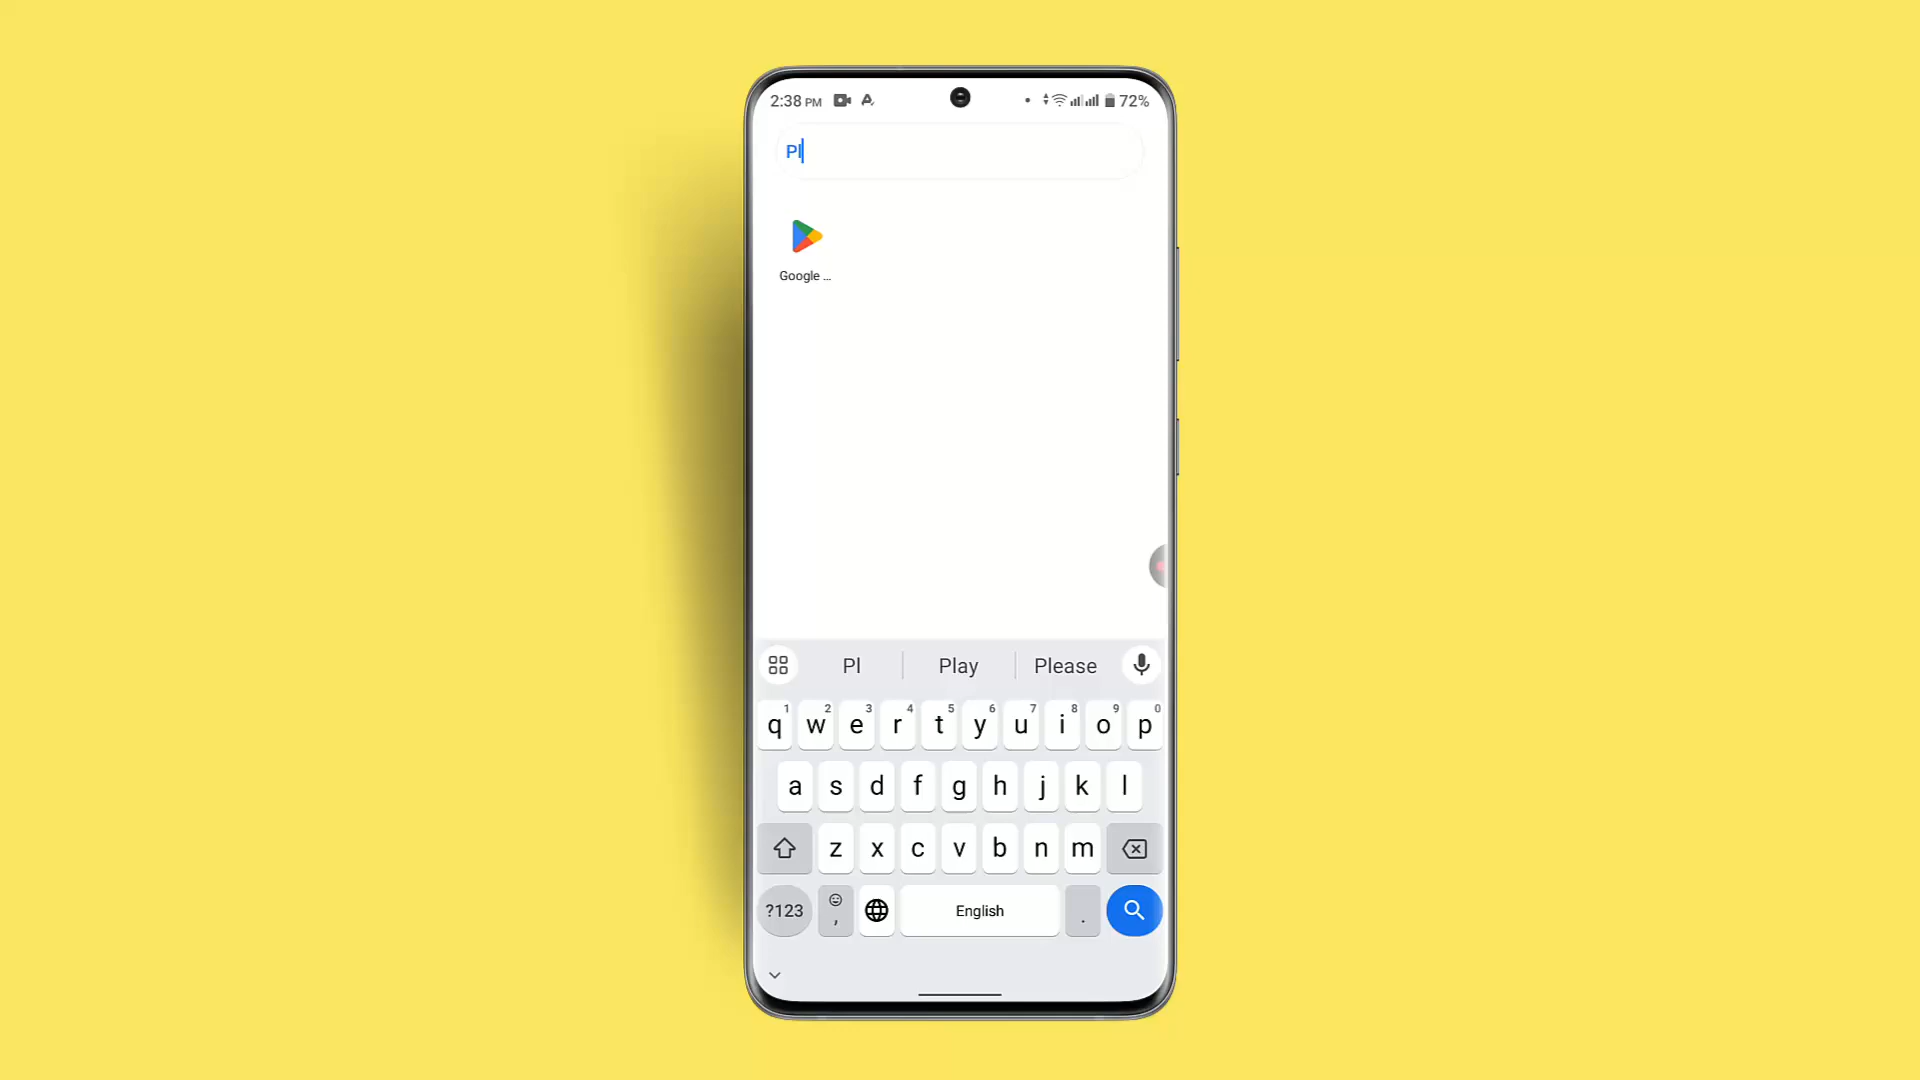 2:38 PM 72%
Pl
Google ...
Pl Play Please
1 2 3 4 5 6 7 8 9 0
q w e r t y u i o p
a s d f g h j k l
z x c v b n m
?123 , English .